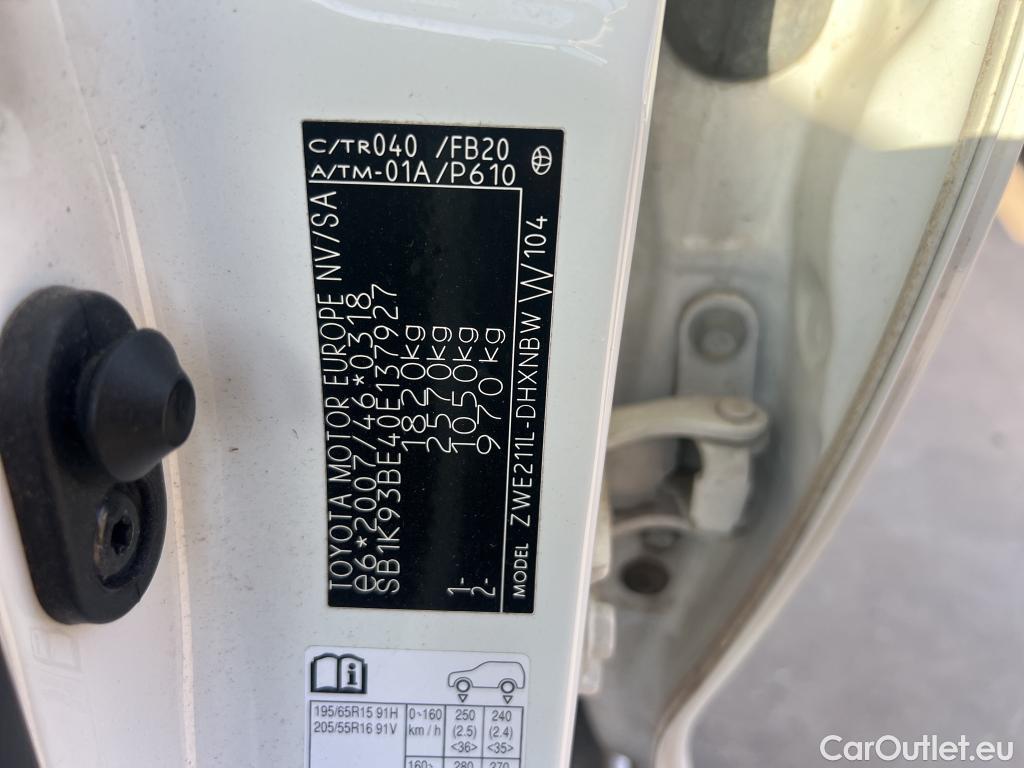 C/TR040 /FB20
A/TM-01A/P610
TOYOTA MOTOR EUROPE NV/SA
e6*2007/46*0318
SB1K93BE40E137927
1820kg
2570kg
1- 1050kg
2- 970kg
MODEL ZWE211L-DHXNBW W104
195/65R15 91H
205/55R16 91V
0~160
km / h
250
(2.5)
<36>
240
(2.4)
<35>
160~
280
270
CarOutlet.eu